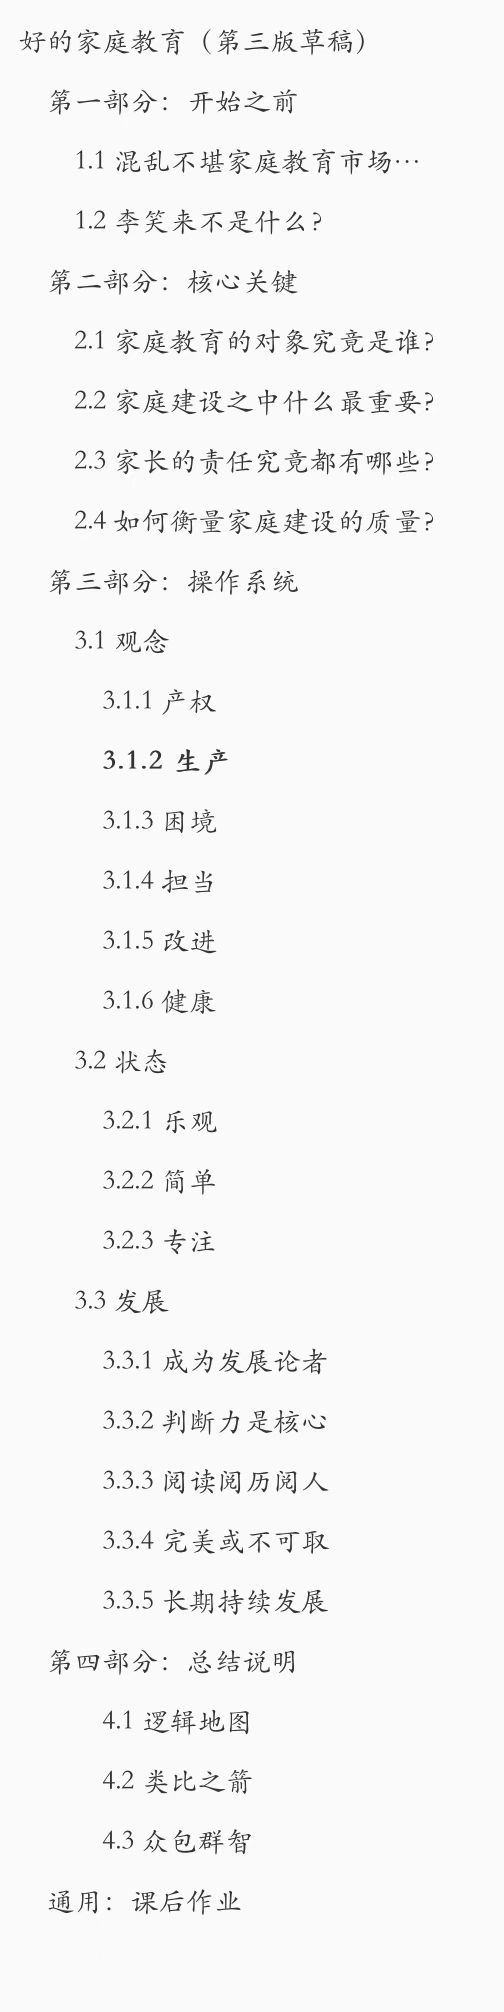 好的家庭教育（第三版草稿）
第一部分：开始之前
1.1 混乱不堪家庭教育市场…
1.2 李笑来不是什么？
第二部分：核心关键
2.1 家庭教育的对象究竟是谁？
2.2 家庭建设之中什么最重要？
2.3 家长的责任究竟都有哪些？
2.4 如何衡量家庭建设的质量？
第三部分：操作系统
3.1 观念
3.1.1 产权
3.1.2 生产
3.1.3 困境
3.1.4 担当
3.1.5 改进
3.1.6 健康
3.2 状态
3.2.1 乐观
3.2.2 简单
3.2.3 专注
3.3 发展
3.3.1 成为发展论者
3.3.2 判断力是核心
3.3.3 阅读阅历阅人
3.3.4 完美或不可取
3.3.5 长期持续发展
第四部分：总结说明
4.1 逻辑地图
4.2 类比之箭
4.3 众包群智
通用：课后作业